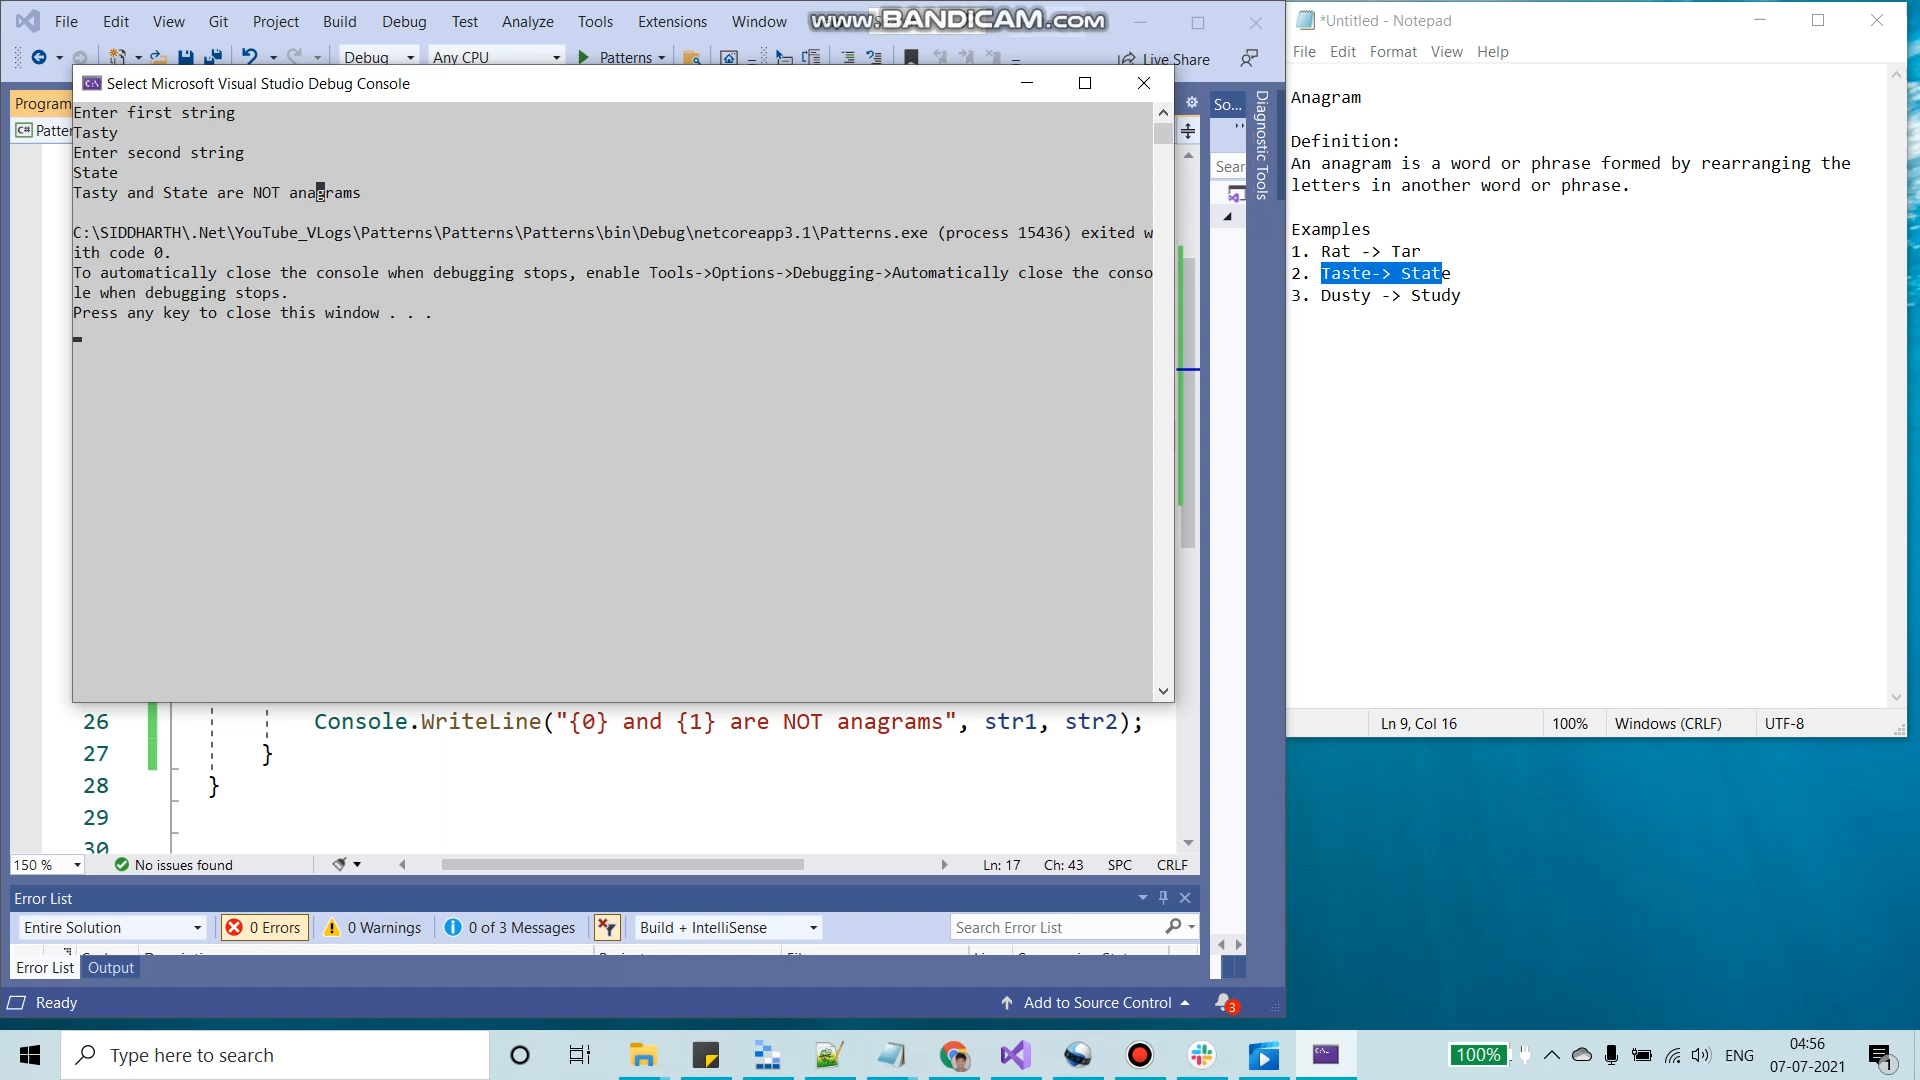 File Edit View Git Project Build Debug Test Analyze Tools Extensions Window
www.BANDICAM.com
Debug Any CPU Patterns Live Share
Program
Patter
Select Microsoft Visual Studio Debug Console
Enter first string
Tasty
Enter second string
State
Tasty and State are NOT anagrams
C:\SIDDHARTH\.Net\YouTube_VLogs\Patterns\Patterns\Patterns\bin\Debug\netcoreapp3.1\Patterns.exe (process 15436) exited w
ith code 0.
To automatically close the console when debugging stops, enable Tools->Options->Debugging->Automatically close the conso
le when debugging stops.
Press any key to close this window . . .
So...
Sear
Diagnostic Tools
26 Console.WriteLine("{0} and {1} are NOT anagrams", str1, str2);
27 }
28 }
29
30
150 % No issues found Ln: 17 Ch: 43 SPC CRLF
Error List
Entire Solution 0 Errors 0 Warnings 0 of 3 Messages Build + IntelliSense Search Error List
Error List Output
Ready Add to Source Control 3
*Untitled - Notepad
File Edit Format View Help
Anagram
Definition:
An anagram is a word or phrase formed by rearranging the
letters in another word or phrase.
Examples
1. Rat -> Tar
2. Taste-> State
3. Dusty -> Study
Ln 9, Col 16 100% Windows (CRLF) UTF-8
Type here to search
100% ENG 04:56
07-07-2021
1